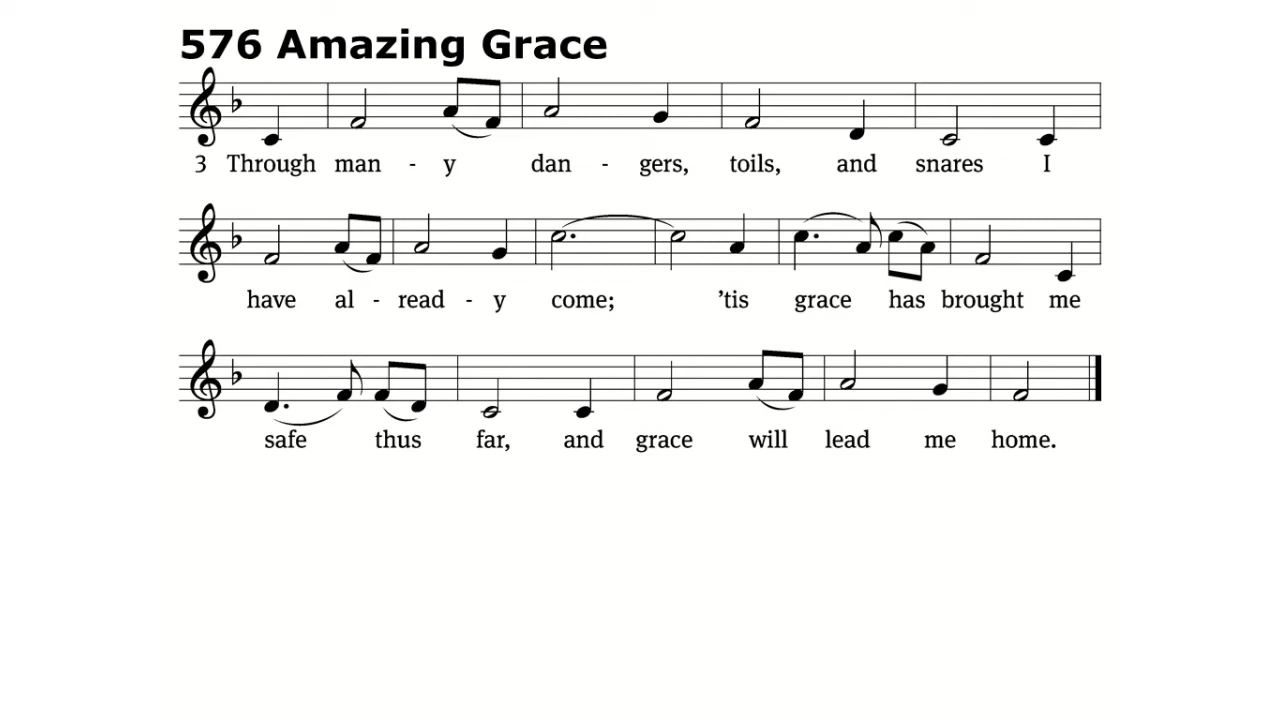 576 Amazing Grace
3 Through man - y dan - gers, toils, and snares I
have al - read - y come; ’tis grace has brought me
safe thus far, and grace will lead me home.